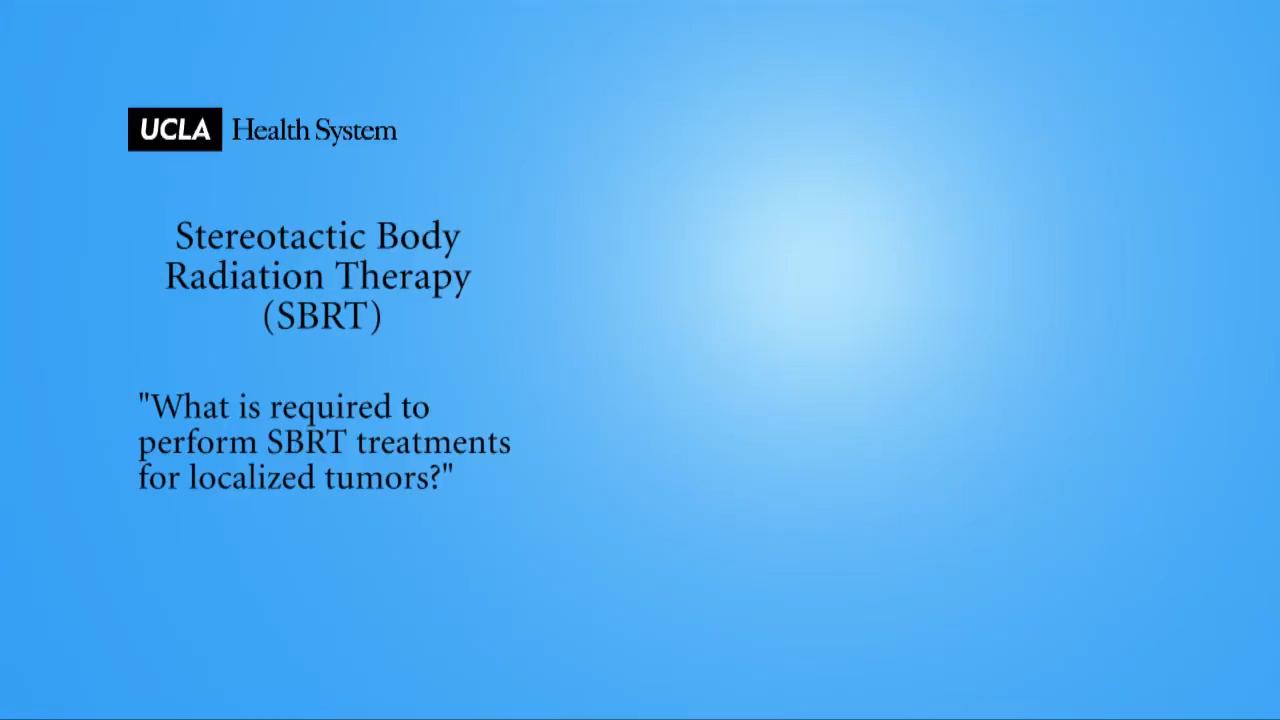 UCLA Health System
Stereotactic Body
Radiation Therapy
(SBRT)
"What is required to
perform SBRT treatments
for localized tumors?"